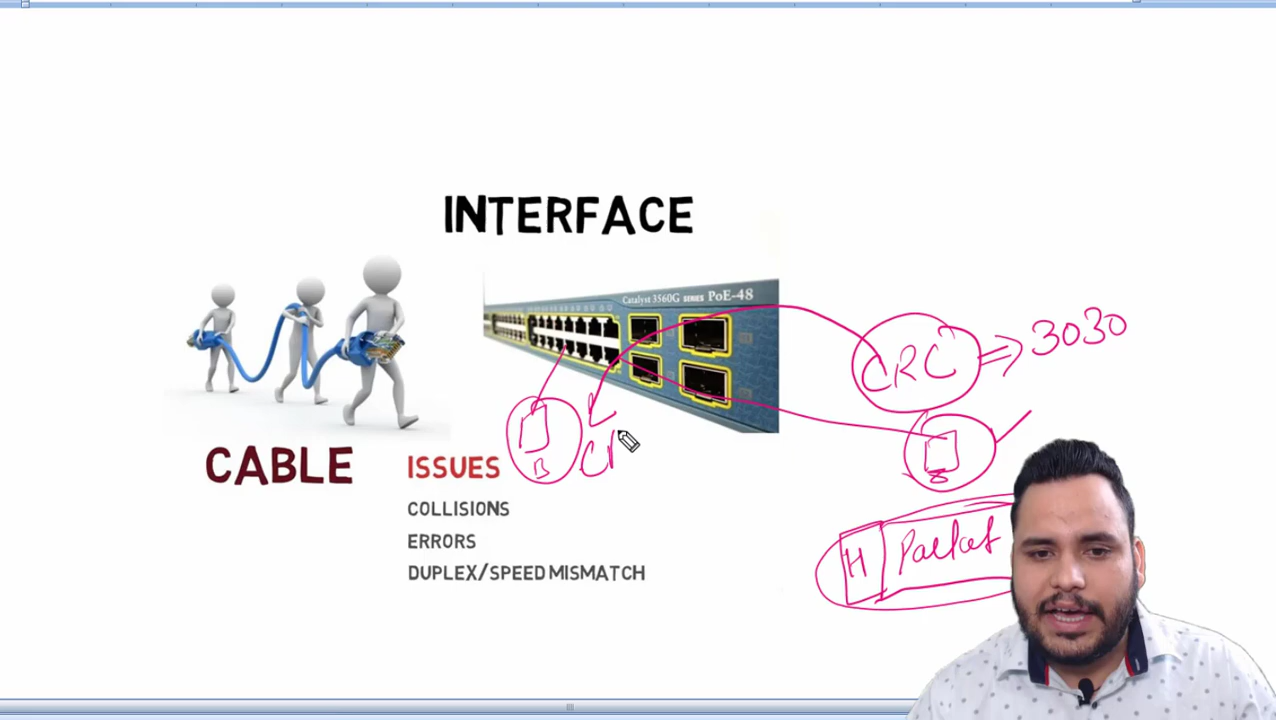 INTERFACE
Catalyst 3560G SERIES PoE-48
CRC => 3030
CABLE
ISSUES
B
COLLISIONS
ERRORS
DUPLEX/SPEED MISMATCH
H Packet